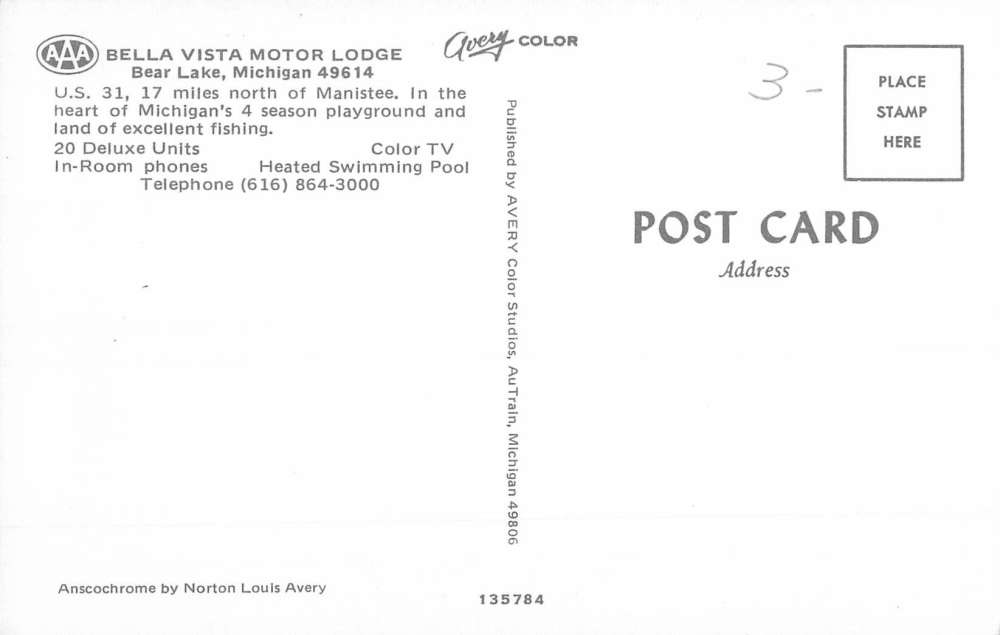 AAA BELLA VISTA MOTOR LODGE
Bear Lake, Michigan 49614
U.S. 31, 17 miles north of Manistee. In the
heart of Michigan's 4 season playground and
land of excellent fishing.
20 Deluxe Units Color TV
In-Room phones Heated Swimming Pool
Telephone (616) 864-3000
Avery COLOR
Published by AVERY Color Studios, AuTrain, Michigan 49806
3 -
PLACE
STAMP
HERE
POST CARD
Address
Anscochrome by Norton Louis Avery
135784